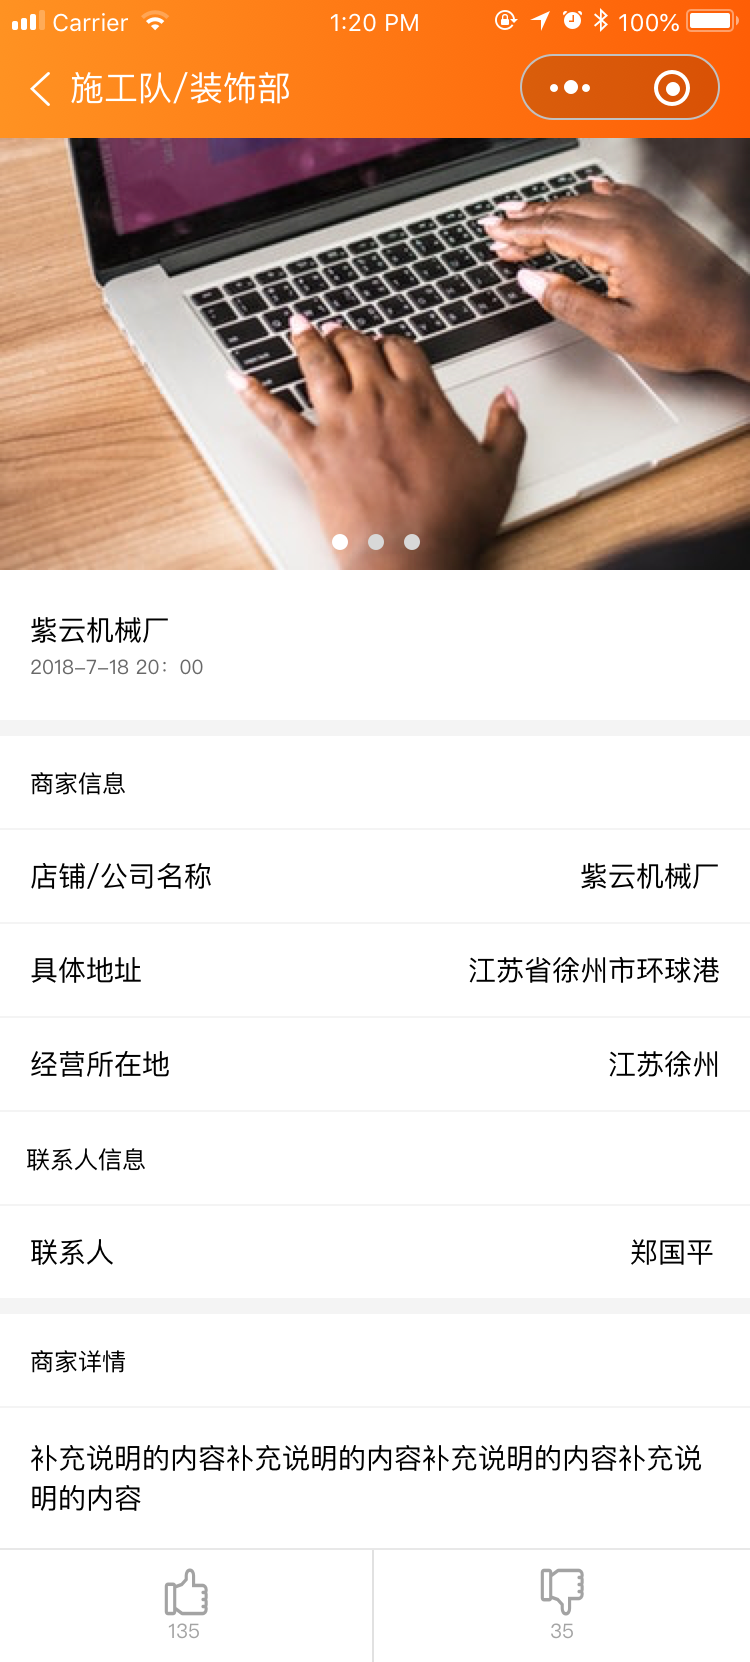 Carrier 1:20 PM 100%
施工队/装饰部
紫云机械厂
2018-7-18 20：00
商家信息
店铺/公司名称 紫云机械厂
具体地址 江苏省徐州市环球港
经营所在地 江苏徐州
联系人信息
联系人 郑国平
商家详情
补充说明的内容补充说明的内容补充说明的内容补充说
明的内容
135 35